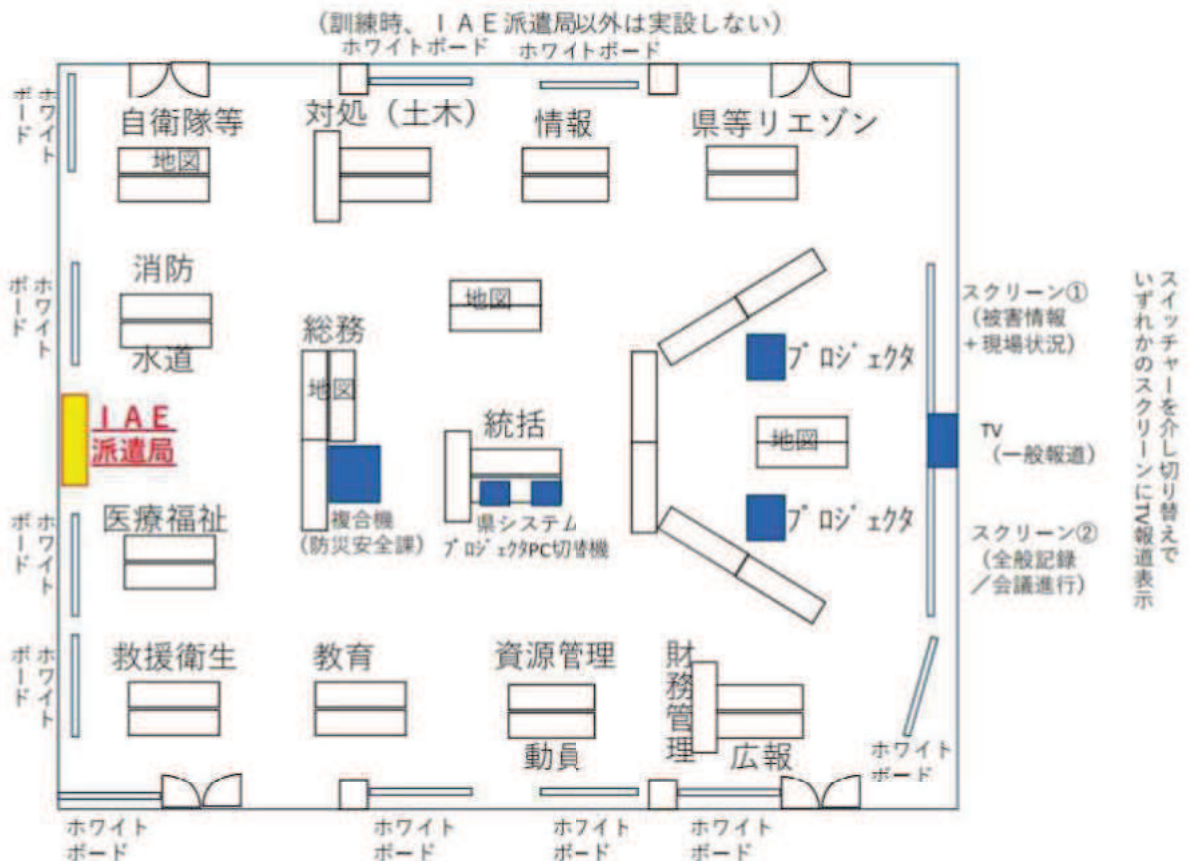 (訓練時、ＩＡＥ派遣局以外は実設しない)
ホワイトボード
ホワイトボード
ホワイト
ボード
自衛隊等
地図
対処（土木）
情報
県等リエゾン
ホワイト
ボード
消防
水道
総務
地図
地図
プロジェクタ
スクリーン①
（被害情報
＋現場状況）
スイッチャーを介し切り替えで
いずれかのスクリーンにTV報道表示
ＩＡＥ
派遣局
統括
地図
TV
（一般報道）
複合機
(防災安全課)
県システム
プロジェクタPC切替機
プロジェクタ
スクリーン②
（全般記録
／会議進行）
ホワイト
ボード
医療福祉
ホワイト
ボード
救援衛生
教育
資源管理
動員
財務管理
広報
ホワイト
ボード
ホワイト
ボード
ホワイト
ボード
ホワイト
ボード
ホワイト
ボード